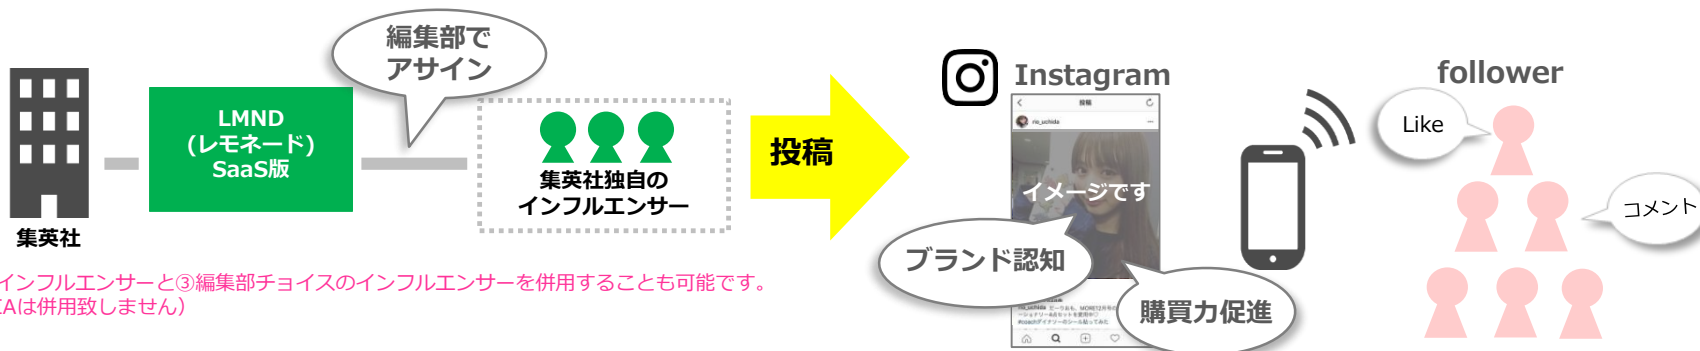 編集部で
アサイン
LMND
(レモネード)
SaaS版
集英社独自の
インフルエンサー
集英社
投稿
Instagram
投稿
rio_uchida
イメージです
ブランド認知
購買力促進
follower
Like
コメント
インフルエンサーと③編集部チョイスのインフルエンサーを併用することも可能です。
は併用致しません）